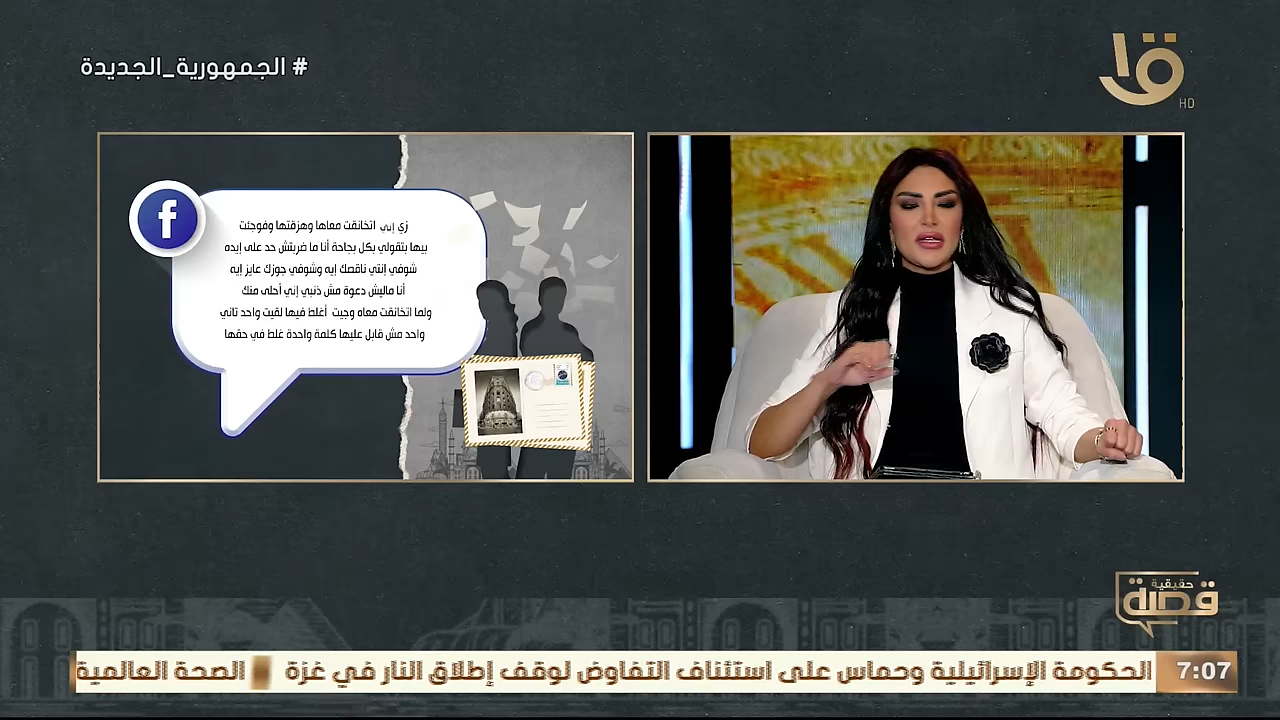 # الجمهورية_الجديدة
HD
زي إبي اتخانقت معاها وهزقتها وفوجئت
بيها بتقولي بكل بجاحة أنا ما ضربتش حد على إيده
شوفي إنتي ناقصك إيه وشوفي جوزك عايز إيه
أنا ماليش دعوة مش ذنبي إني أحلى منك
ولما اتخانقت معاه وجيت أغلط فيها لقيت واحد تاني
واحد مش قابل عليها كلمة واحدة غلط في حقها
حقيقية
قصة
7:07
الحكومة الإسرائيلية وحماس على استئناف التفاوض لوقف إطلاق النار في غزة
الصحة العالمية